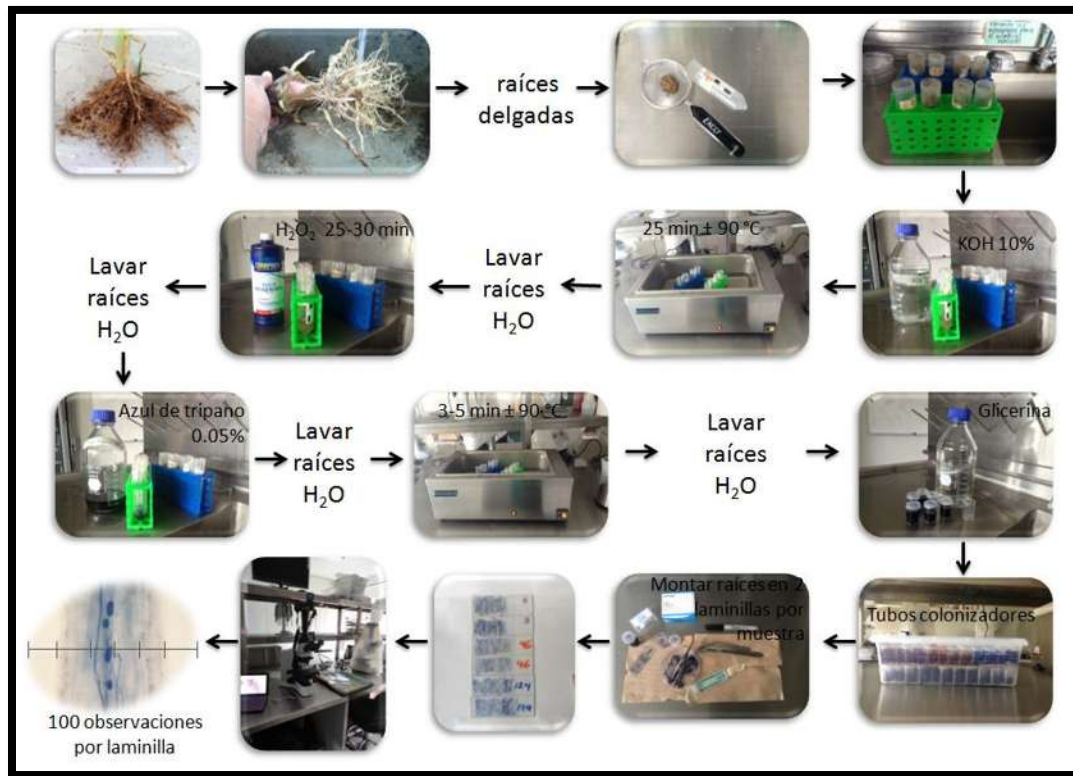 raíces
delgadas
KOH 10%
25 min ± 90 °C
Lavar
raíces
H₂O
H₂O₂ 25-30 min
Lavar
raíces
H₂O
Azul de tripano
0.05%
Lavar
raíces
H₂O
3-5 min ± 90 °C
Lavar
raíces
H₂O
Glicerina
Tubos colonizadores
Montar raíces en 2
laminillas por
muestra
100 observaciones
por laminilla